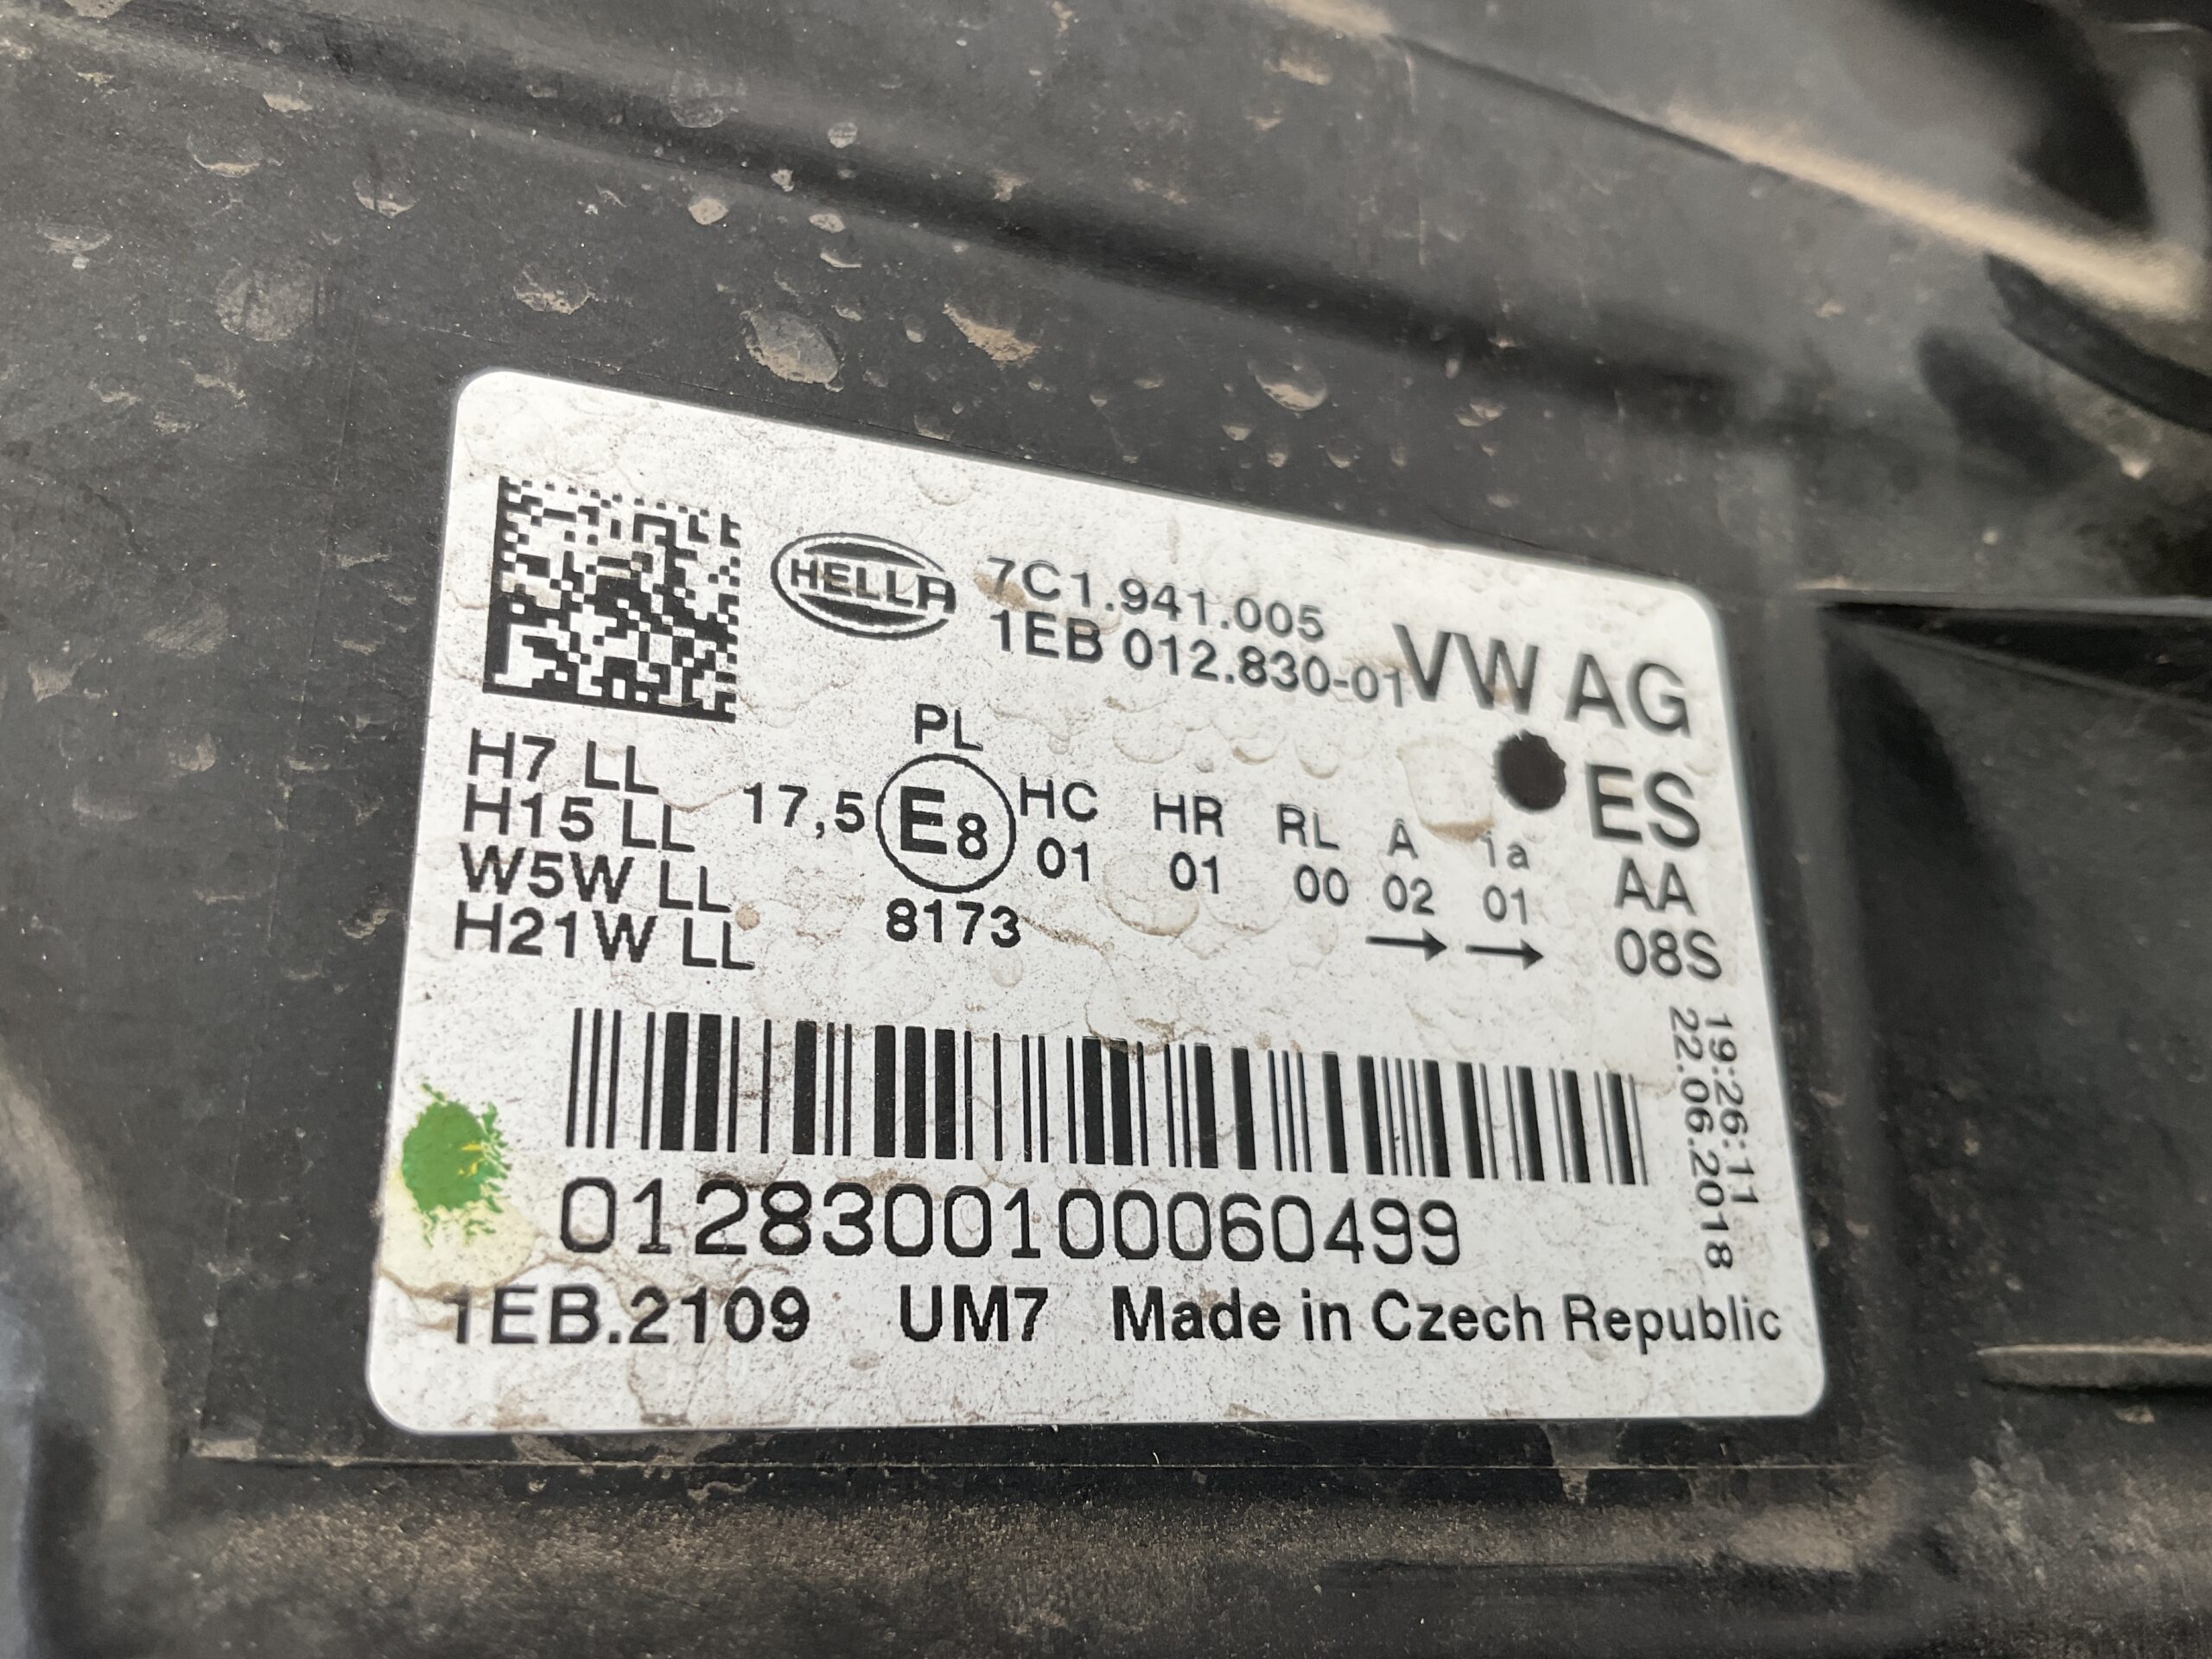 HELLA
7C1.941.005
1EB 012.830-01
VW AG
H7 LL
H15 LL
W5W LL
H21W LL
PL
17,5 E8 HC HR RL A 1a
01 01 00 02 01
8173
→ →
ES
AA
08S
19:26:11
22.06.2018
0128300100060499
1EB.2109 UM7 Made in Czech Republic